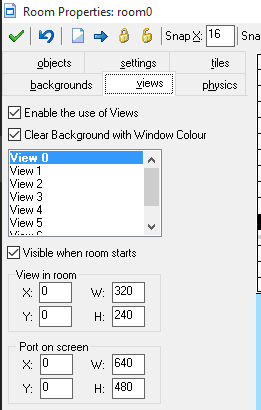 Room Properties: room0
Snap X: 16 Sna
objects settings tiles
backgrounds views physics
Enable the use of Views
Clear Background with Window Colour
View 0
View 1
View 2
View 3
View 4
View 5
Visible when room starts
View in room
X: 0 W: 320
Y: 0 H: 240
Port on screen
X: 0 W: 640
Y: 0 H: 480